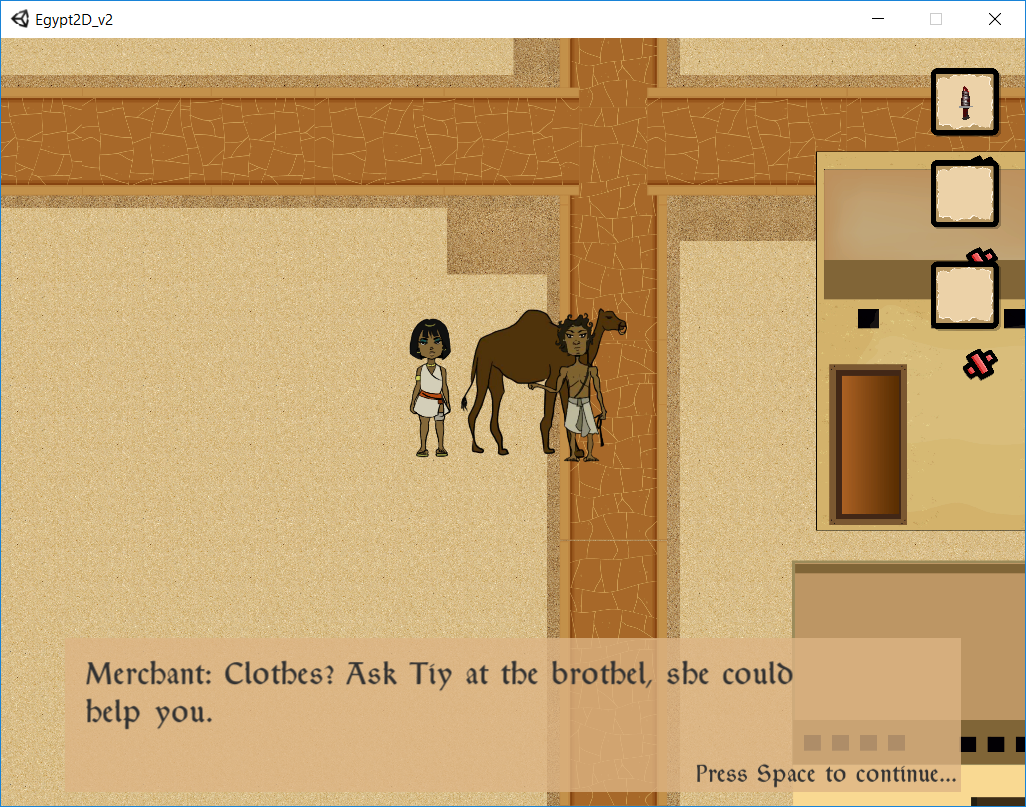 Egypt2D_v2
Merchant: Clothes? Ask Tiy at the brothel, she could
help you.
Press Space to continue...